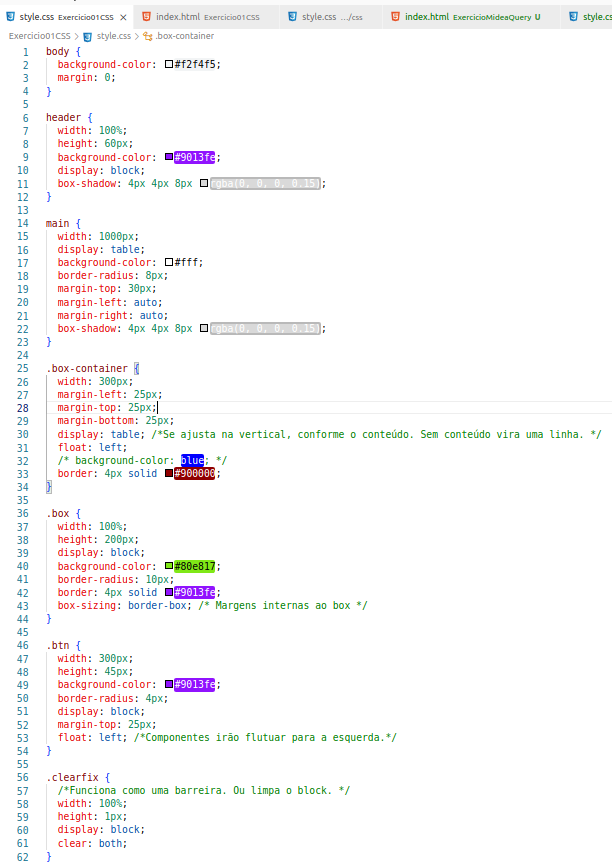 style.css Exercicio01CSS × index.html Exercicio01CSS style.css .../css index.html ExercicioMideaQuery U style.cs
Exercicio01CSS > style.css > .box-container
1 body {
2 background-color: #f2f4f5;
3 margin: 0;
4 }
5
6 header {
7 width: 100%;
8 height: 60px;
9 background-color: #9013fe;
10 display: block;
11 box-shadow: 4px 4px 8px rgba(0, 0, 0, 0.15);
12 }
13
14 main {
15 width: 1000px;
16 display: table;
17 background-color: #fff;
18 border-radius: 8px;
19 margin-top: 30px;
20 margin-left: auto;
21 margin-right: auto;
22 box-shadow: 4px 4px 8px rgba(0, 0, 0, 0.15);
23 }
24
25 .box-container {
26 width: 300px;
27 margin-left: 25px;
28 margin-top: 25px;
29 margin-bottom: 25px;
30 display: table; /*Se ajusta na vertical, conforme o conteúdo. Sem conteúdo vira uma linha. */
31 float: left;
32 /* background-color: blue; */
33 border: 4px solid #900000;
34 }
35
36 .box {
37 width: 100%;
38 height: 200px;
39 display: block;
40 background-color: #80e817;
41 border-radius: 10px;
42 border: 4px solid #9013fe;
43 box-sizing: border-box; /* Margens internas ao box */
44 }
45
46 .btn {
47 width: 300px;
48 height: 45px;
49 background-color: #9013fe;
50 border-radius: 4px;
51 display: block;
52 margin-top: 25px;
53 float: left; /*Componentes irão flutuar para a esquerda.*/
54 }
55
56 .clearfix {
57 /*Funciona como uma barreira. Ou limpa o block. */
58 width: 100%;
59 height: 1px;
60 display: block;
61 clear: both;
62 }